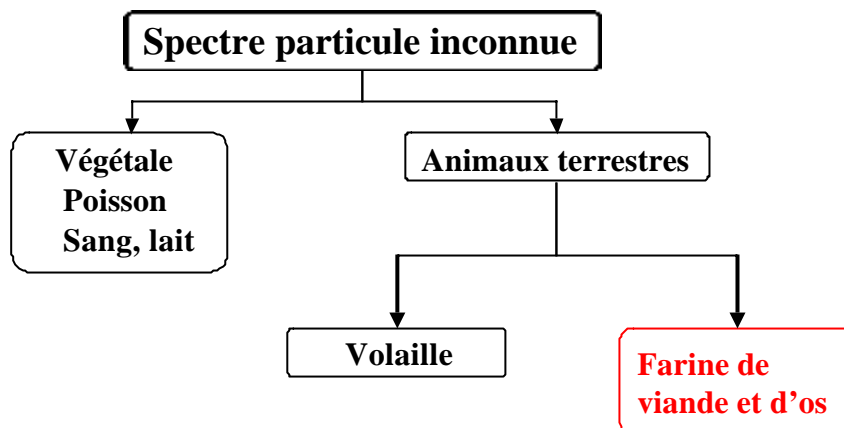 Spectre particule inconnue
Végétale
Poisson
Sang, lait
Animaux terrestres
Volaille
Farine de
viande et d’os